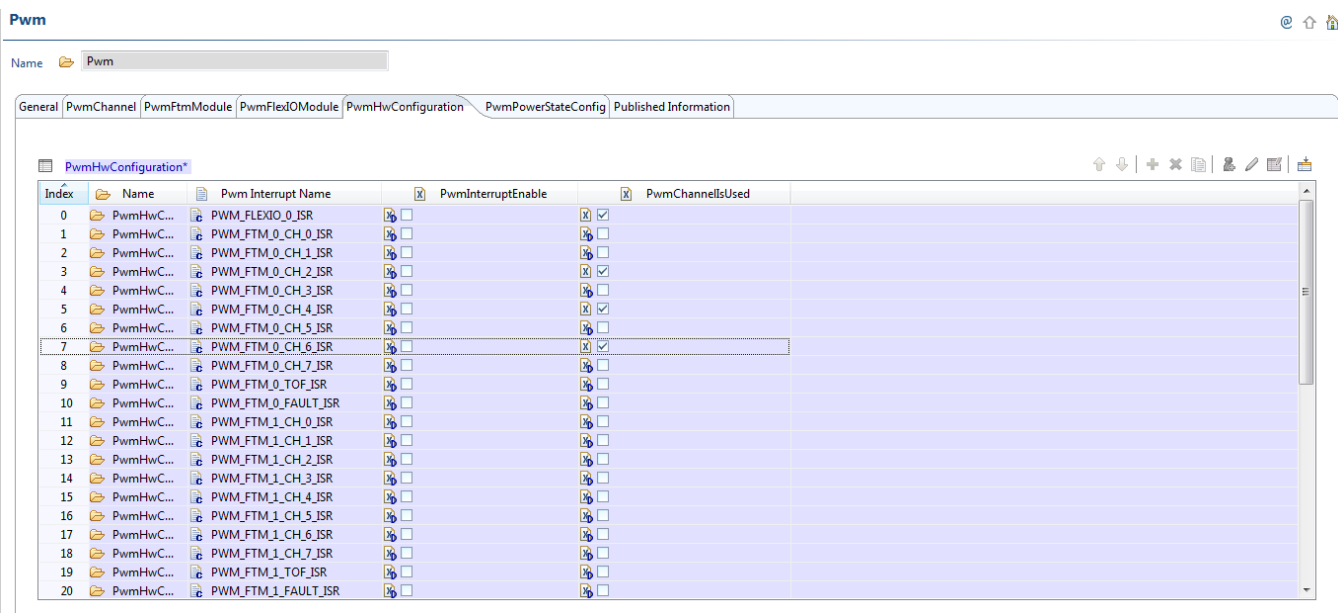 Pwm
Name Pwm
General PwmChannel PwmFtmModule PwmFlexIOModule PwmHwConfiguration PwmPowerStateConfig Published Information
PwmHwConfiguration*
Index Name Pwm Interrupt Name PwmInterruptEnable PwmChannelIsUsed
0 PwmHwC... PWM_FLEXIO_0_ISR
1 PwmHwC... PWM_FTM_0_CH_0_ISR
2 PwmHwC... PWM_FTM_0_CH_1_ISR
3 PwmHwC... PWM_FTM_0_CH_2_ISR
4 PwmHwC... PWM_FTM_0_CH_3_ISR
5 PwmHwC... PWM_FTM_0_CH_4_ISR
6 PwmHwC... PWM_FTM_0_CH_5_ISR
7 PwmHwC... PWM_FTM_0_CH_6_ISR
8 PwmHwC... PWM_FTM_0_CH_7_ISR
9 PwmHwC... PWM_FTM_0_TOF_ISR
10 PwmHwC... PWM_FTM_0_FAULT_ISR
11 PwmHwC... PWM_FTM_1_CH_0_ISR
12 PwmHwC... PWM_FTM_1_CH_1_ISR
13 PwmHwC... PWM_FTM_1_CH_2_ISR
14 PwmHwC... PWM_FTM_1_CH_3_ISR
15 PwmHwC... PWM_FTM_1_CH_4_ISR
16 PwmHwC... PWM_FTM_1_CH_5_ISR
17 PwmHwC... PWM_FTM_1_CH_6_ISR
18 PwmHwC... PWM_FTM_1_CH_7_ISR
19 PwmHwC... PWM_FTM_1_TOF_ISR
20 PwmHwC... PWM_FTM_1_FAULT_ISR